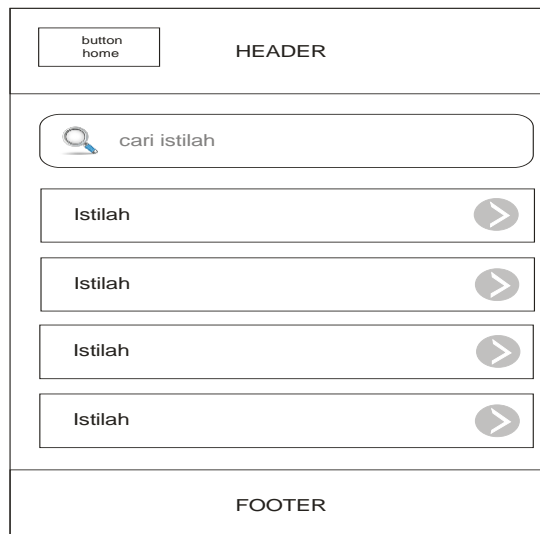 button
home
HEADER
cari istilah
Istilah
Istilah
Istilah
Istilah
FOOTER